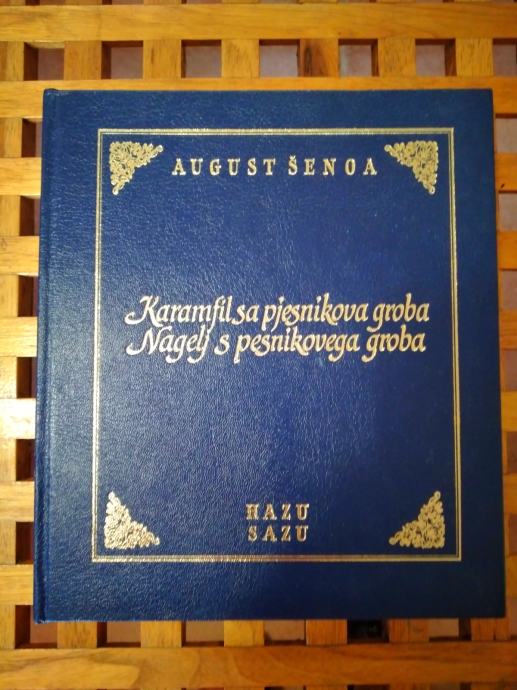 AUGUST ŠENOA
Karamfil sa pjesnikova groba
Nagelj s pesnikovega groba
HAZU
SAZU